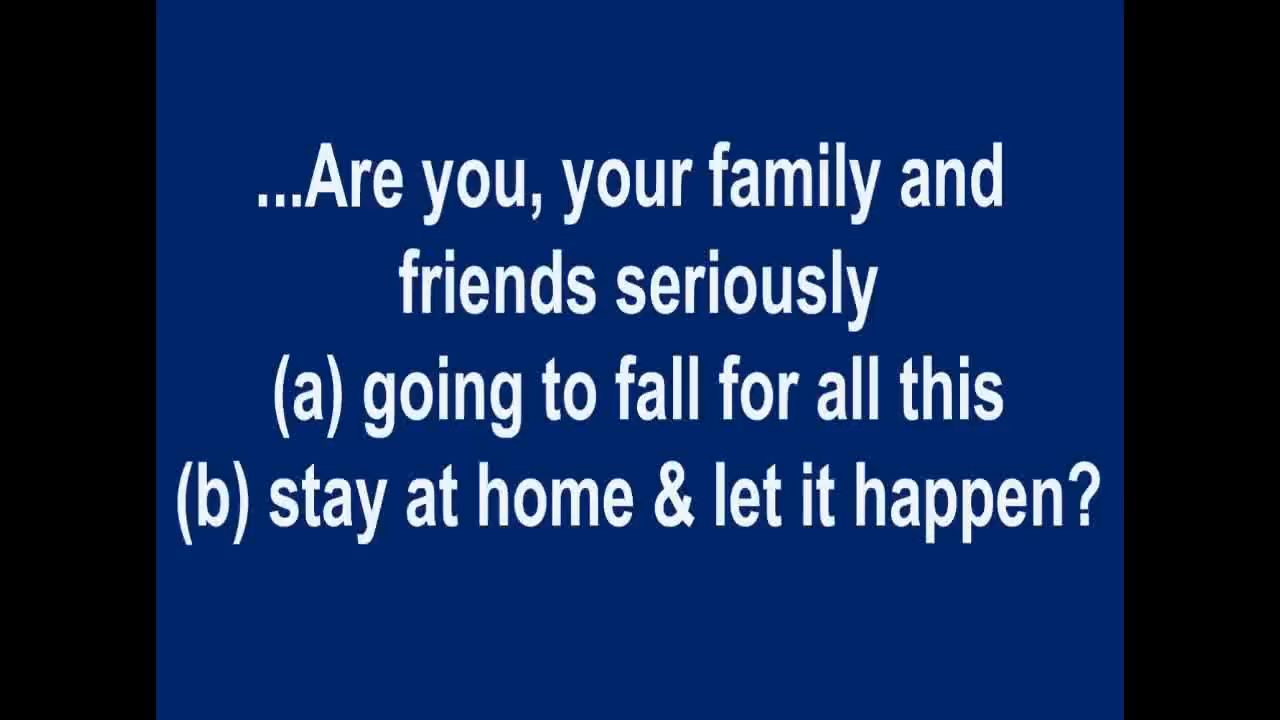 ...Are you, your family and
friends seriously
(a) going to fall for all this
(b) stay at home & let it happen?